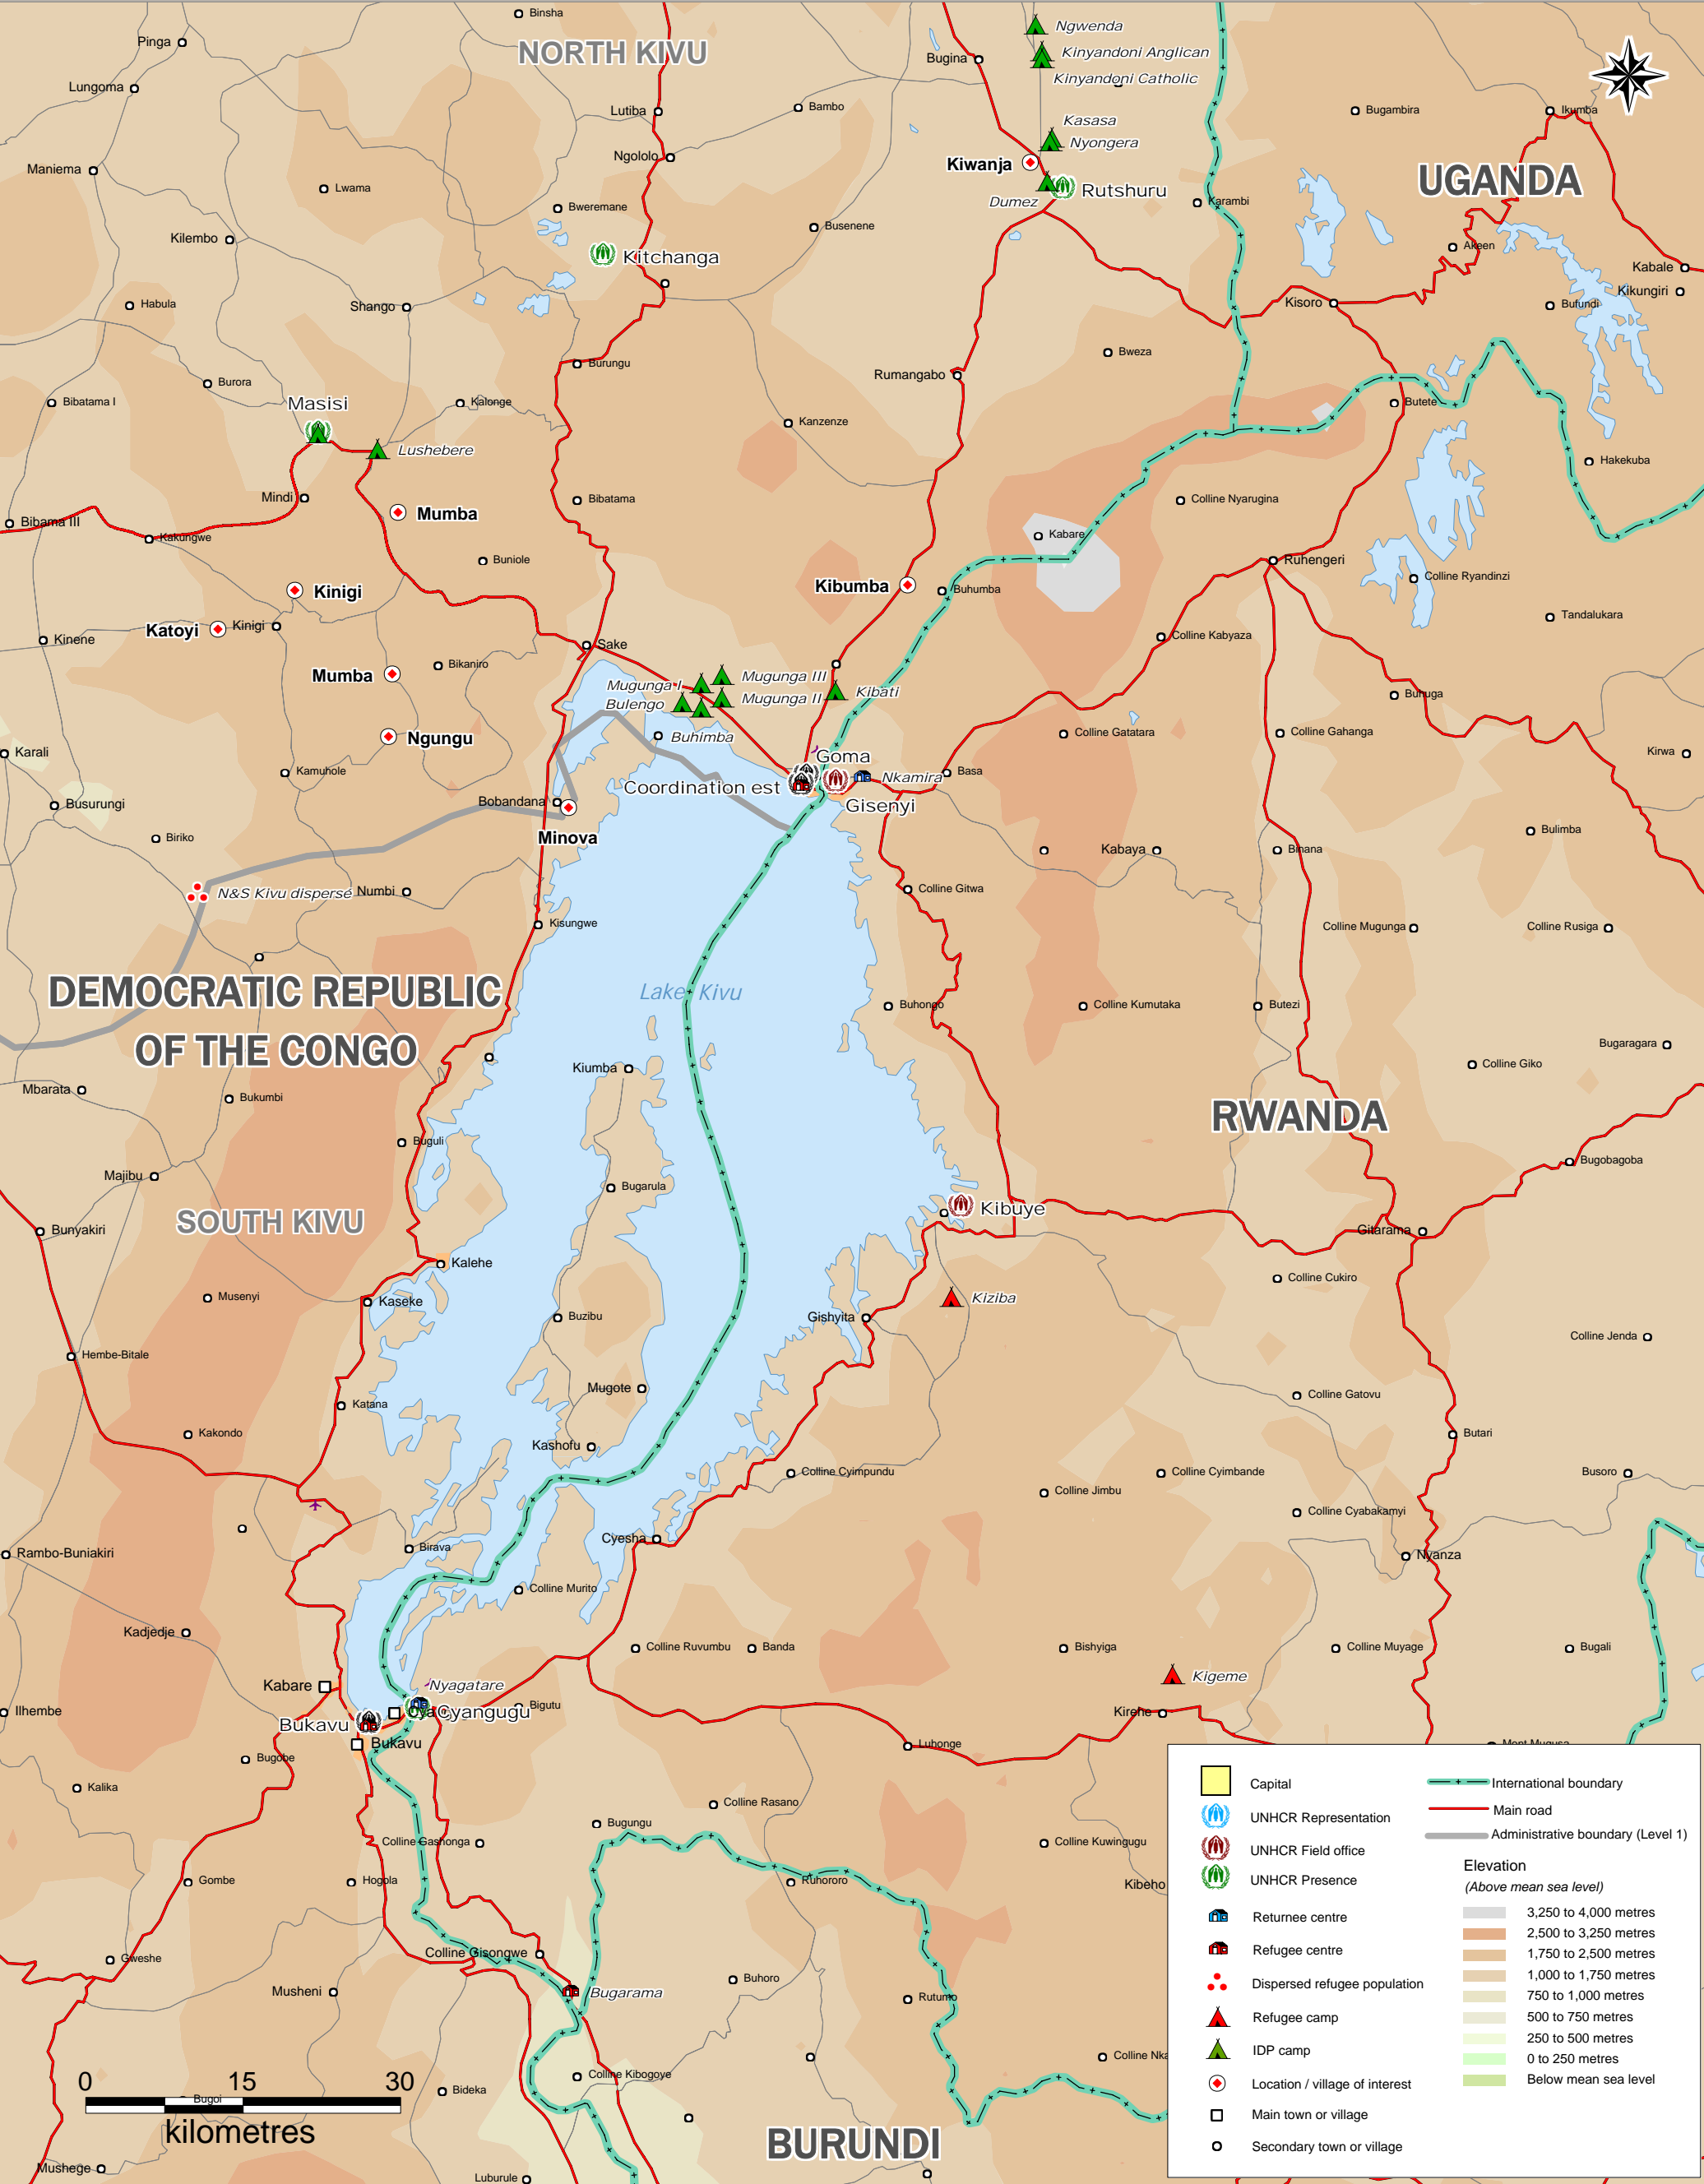 Binsha
Pinga
NORTH KIVU
Ngwenda
Kinyandoni Anglican
Bugina
Kinyandoni Catholic
Lungoma
Lutiba
Bambo
Bugambira
Ikumba
Kasasa
Nyongera
Ngololo
Kiwanja
UGANDA
Maniema
Lwama
Rutshuru
Dumez
Karambi
Bweremane
Busenene
Kilembo
Akeen
Kitchanga
Kabale
Kikungiri
Habula
Shango
Kisoro
Bufundi
Bweza
Burungu
Rumangabo
Burora
Bibatama I
Masisi
Kalonge
Butete
Kanzenze
Lushebere
Hakekuba
Mindi
Bibatama
Colline Nyarugina
Mumba
Bibama III
Kakungwe
Kabare
Buniole
Ruhengeri
Colline Ryandinzi
Kinigi
Kibumba
Buhumba
Tandalukara
Katoyi
Kinigi
Kinene
Colline Kabyaza
Sake
Bikaniro
Mumba
Mugunga I
Mugunga III
Kibati
Buhuga
Bulengo
Mugunga II
Ngungu
Buhimba
Colline Gatatara
Colline Gahanga
Karali
Kirwa
Goma
Kamuhole
Nkamira
Basa
Coordination est
Busurungi
Bobandana
Gisenyi
Minova
Biriko
Bulimba
Kabaya
Binana
N&S Kivu dispersé
Numbi
Colline Gitwa
Kisungwe
Colline Mugunga
Colline Rusiga
DEMOCRATIC REPUBLIC
OF THE CONGO
Lake Kivu
Buhongo
Colline Kumutaka
Butezi
Bugaragara
Kiumba
Colline Giko
Mbarata
Bukumbi
RWANDA
Buguli
Bugobagoba
Majibu
Bugarula
SOUTH KIVU
Kibuye
Bunyakiri
Gitarama
Kalehe
Colline Cukiro
Musenyi
Kaseke
Kiziba
Buzibu
Gishyita
Colline Jenda
Hembe-Bitale
Mugote
Colline Gatovu
Katana
Kakondo
Butari
Kashofu
Colline Cyimpundu
Colline Cyimbande
Busoro
Colline Jimbu
Colline Cyabakamyi
Cyesha
Birava
Rambo-Buniakiri
Nyanza
Colline Murito
Kadjedje
Colline Ruvumbu
Banda
Bishyiga
Colline Muyage
Bugali
Kigeme
Kabare
Nyagatare
Bigutu
Ilhembe
Cyangugu
Kirehe
Bukavu
Bukavu
Luhonge
Mont Mugusa
Bugobe
Kalika
Colline Rasano
Bugungu
Colline Gashonga
Colline Kuwingugu
Gombe
Hogola
Ruhororo
Kibeho
Colline Gisongwe
Gweshe
Buhoro
Musheni
Bugarama
Rutumo
Colline Nka
Colline Kibogoye
Bideka
0 15 30
Bugoi
kilometres
BURUNDI
Mushege
Luburule
Capital
UNHCR Representation
UNHCR Field office
UNHCR Presence
Returnee centre
Refugee centre
Dispersed refugee population
Refugee camp
IDP camp
Location / village of interest
Main town or village
Secondary town or village
International boundary
Main road
Administrative boundary (Level 1)
Elevation
(Above mean sea level)
3,250 to 4,000 metres
2,500 to 3,250 metres
1,750 to 2,500 metres
1,000 to 1,750 metres
750 to 1,000 metres
500 to 750 metres
250 to 500 metres
0 to 250 metres
Below mean sea level